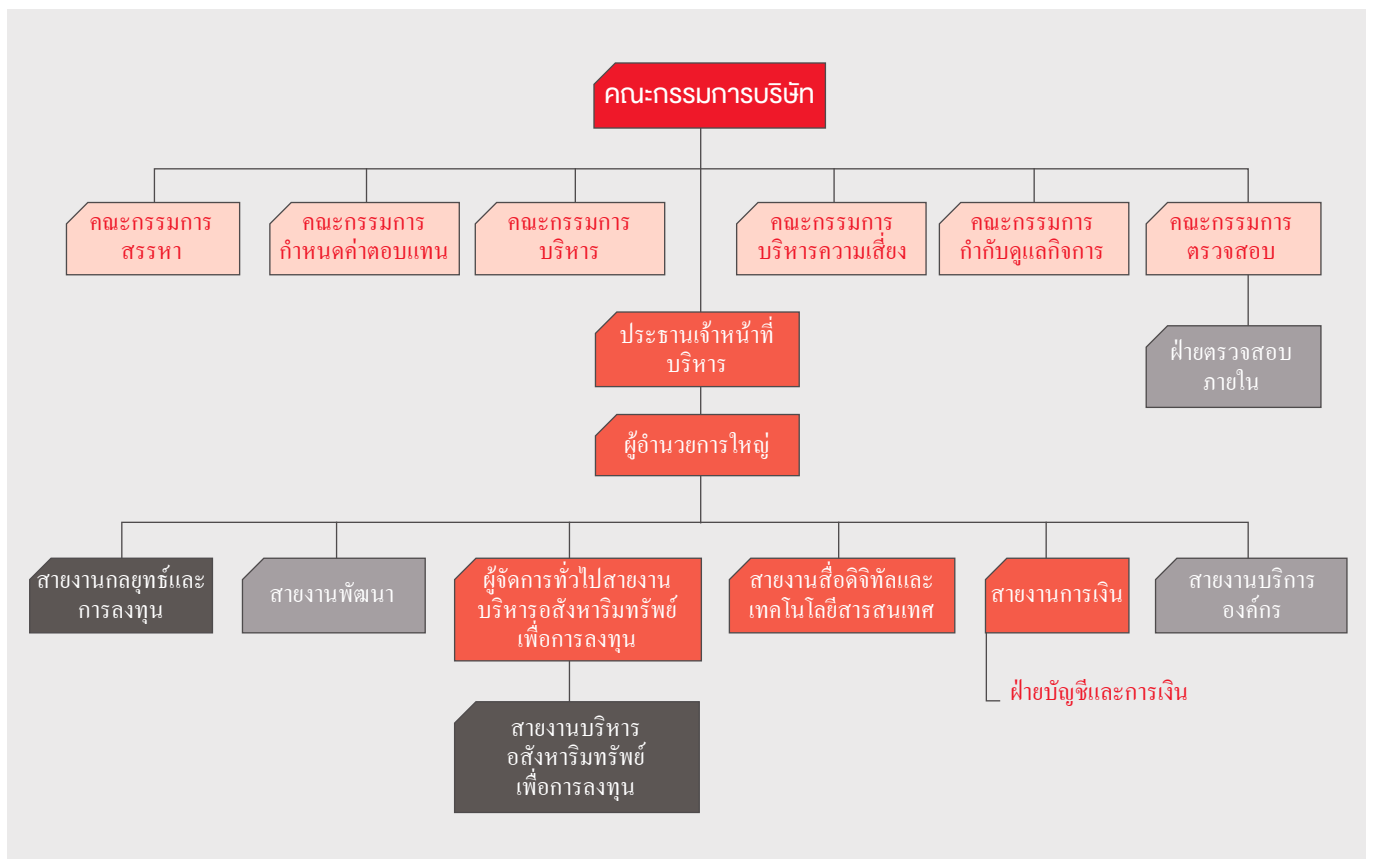 คณะกรรมการบริษัท
คณะกรรมการ
สรรหา
คณะกรรมการ
กำหนดค่าตอบแทน
คณะกรรมการ
บริหาร
คณะกรรมการ
บริหารความเสี่ยง
คณะกรรมการ
กำกับดูแลกิจการ
คณะกรรมการ
ตรวจสอบ
ประธานเจ้าหน้าที่
บริหาร
ฝ่ายตรวจสอบ
ภายใน
ผู้อำนวยการใหญ่
สายงานกลยุทธ์และ
การลงทุน
สายงานพัฒนา
ผู้จัดการทั่วไปสายงาน
บริหารอสังหาริมทรัพย์
เพื่อการลงทุน
สายงานสื่อดิจิทัลและ
เทคโนโลยีสารสนเทศ
สายงานการเงิน
สายงานบริการ
องค์กร
ฝ่ายบัญชีและการเงิน
สายงานบริหาร
อสังหาริมทรัพย์
เพื่อการลงทุน